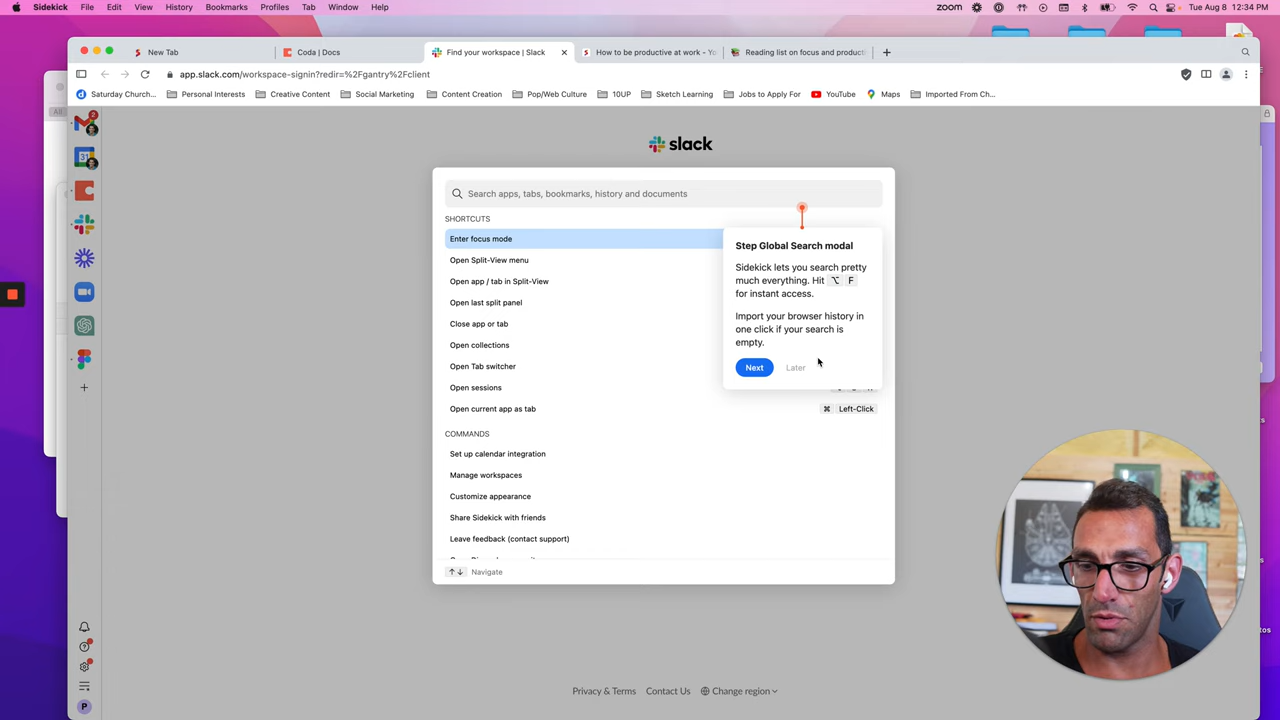 Sidekick File Edit View History Bookmarks Profiles Tab Window Help
zoom Tue Aug 8 12:34 PM
New Tab
Coda | Docs
Find your workspace | Slack
How to be productive at work - Yo
Reading list on focus and producti
app.slack.com/workspace-signin?redir=%2Fgantry%2Fclient
Saturday Church... Personal Interests Creative Content Social Marketing Content Creation Pop/Web Culture 10UP Sketch Learning Jobs to Apply For YouTube Maps Imported From Ch...
All
2
31
slack
Search apps, tabs, bookmarks, history and documents
SHORTCUTS
Enter focus mode
Open Split-View menu
Open app / tab in Split-View
Open last split panel
Close app or tab
Open collections
Open Tab switcher
Open sessions
Open current app as tab
⌘ Left-Click
Step Global Search modal
Sidekick lets you search pretty
much everything. Hit ⌥ F
for instant access.
Import your browser history in
one click if your search is
empty.
Next Later
COMMANDS
Set up calendar integration
Manage workspaces
Customize appearance
Share Sidekick with friends
Leave feedback (contact support)
↑↓ Navigate
P
Privacy & Terms Contact Us Change region